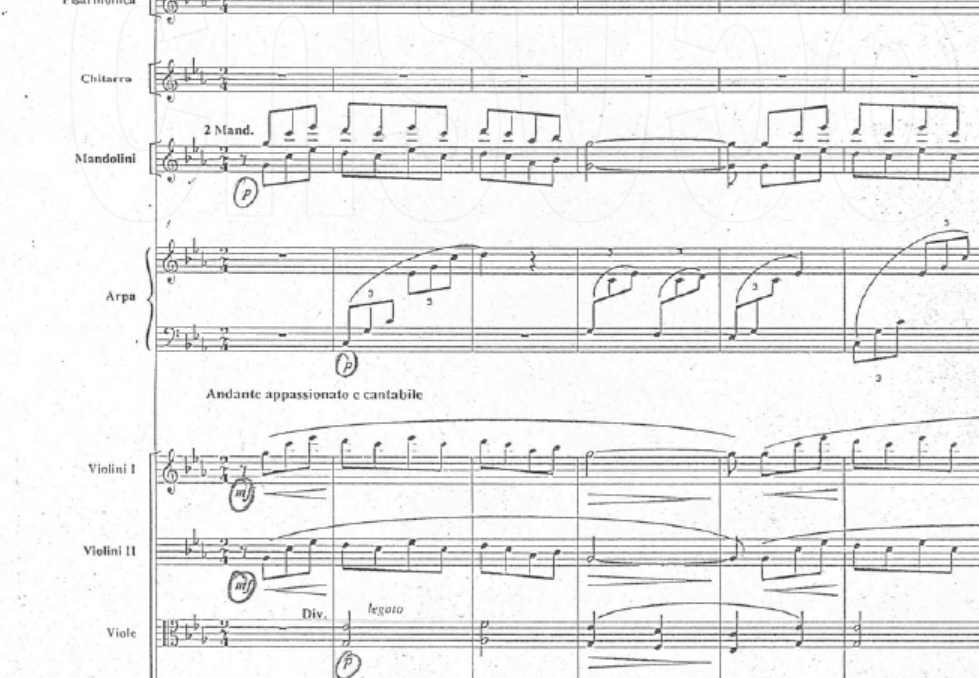 Fisarmonica
Chitarra
2 Mand.
Mandolini
p
3
3
3
3
Arpa
3
3
p
Andante appassionato e cantabile
Violini I
mf
Violini II
mf
Div.
legato
Viole
p